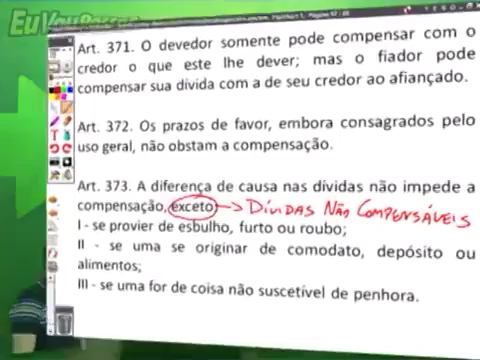 EuVouPassar
Art. 371. O devedor somente pode compensar com o
credor o que este lhe dever; mas o fiador pode
compensar sua dívida com a de seu credor ao afiançado.
Art. 372. Os prazos de favor, embora consagrados pelo
uso geral, não obstam a compensação.
Art. 373. A diferença de causa nas dívidas não impede a
compensação, exceto → DÍVIDAS NÃO COMPENSÁVEIS
I - se provier de esbulho, furto ou roubo;
II - se uma se originar de comodato, depósito ou
alimentos;
III - se uma for de coisa não suscetível de penhora.